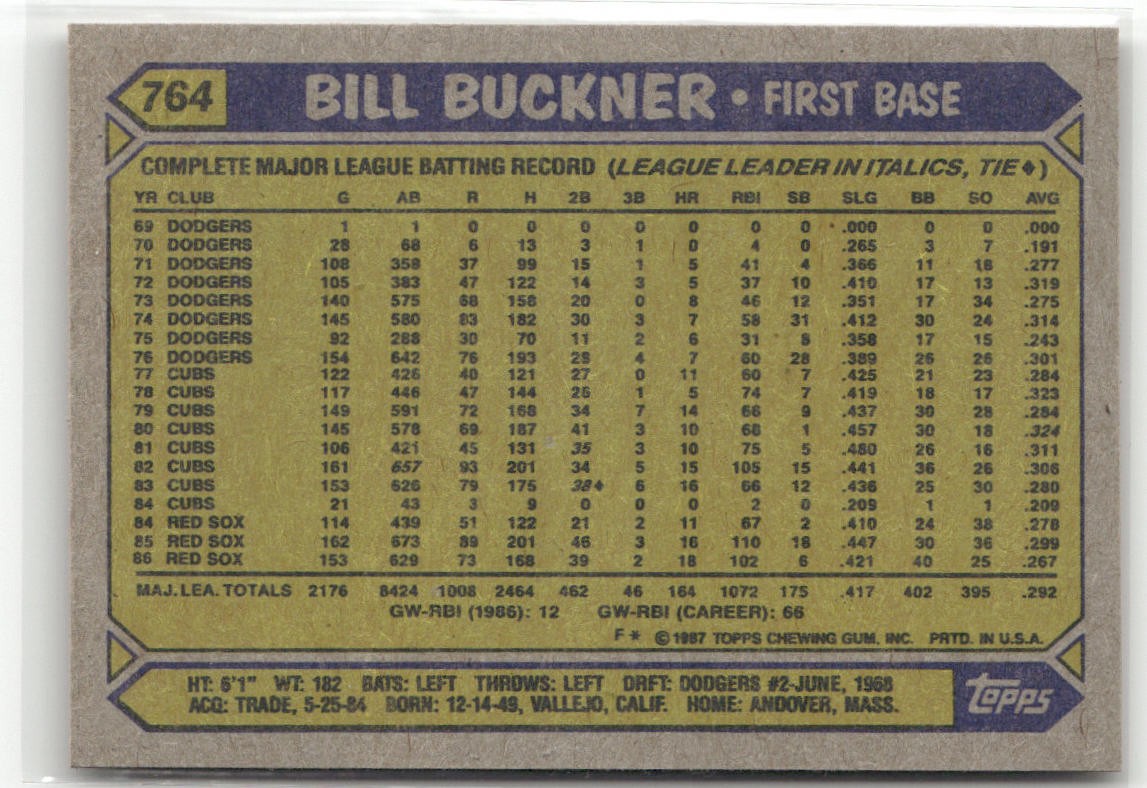 764 BILL BUCKNER • FIRST BASE
COMPLETE MAJOR LEAGUE BATTING RECORD (LEAGUE LEADER IN ITALICS, TIE♦)
YR CLUB G AB R H 2B 3B HR RBI SB SLG BB SO AVG
69 DODGERS 1 1 0 0 0 0 0 0 0 .000 0 0 .000
70 DODGERS 28 68 6 13 3 1 0 4 0 .265 3 7 .191
71 DODGERS 108 358 37 99 15 1 5 41 4 .366 11 18 .277
72 DODGERS 105 383 47 122 14 3 5 37 10 .410 17 13 .319
73 DODGERS 140 575 68 158 20 0 8 46 12 .351 17 34 .275
74 DODGERS 145 580 83 182 30 3 7 58 31 .412 30 24 .314
75 DODGERS 92 288 30 70 11 2 6 31 8 .358 17 15 .243
76 DODGERS 154 642 76 193 28 4 7 60 28 .389 26 26 .301
77 CUBS 122 426 40 121 27 0 11 60 7 .425 21 23 .284
78 CUBS 117 446 47 144 26 1 5 74 7 .419 18 17 .323
79 CUBS 149 591 72 168 34 7 14 66 9 .437 30 28 .284
80 CUBS 145 578 69 187 41 3 10 68 1 .457 30 18 .324
81 CUBS 106 421 45 131 35 3 10 75 5 .480 26 16 .311
82 CUBS 161 657 93 201 34 5 15 105 15 .441 36 26 .306
83 CUBS 153 626 79 175 38♦ 6 16 66 12 .436 25 30 .280
84 CUBS 21 43 3 9 0 0 0 2 0 .209 1 1 .209
84 RED SOX 114 439 51 122 21 2 11 67 2 .410 24 38 .278
85 RED SOX 162 673 89 201 46 3 16 110 18 .447 30 36 .299
86 RED SOX 153 629 73 168 39 2 18 102 6 .421 40 25 .267
MAJ. LEA. TOTALS 2176 8424 1008 2464 462 46 164 1072 175 .417 402 395 .292
GW-RBI (1986): 12 GW-RBI (CAREER): 66
F* © 1987 TOPPS CHEWING GUM, INC. PRTD. IN U.S.A.
HT: 6'1" WT: 182 BATS: LEFT THROWS: LEFT DRFT: DODGERS #2-JUNE, 1968
ACQ: TRADE, 5-25-84 BORN: 12-14-49, VALLEJO, CALIF. HOME: ANDOVER, MASS.
topps